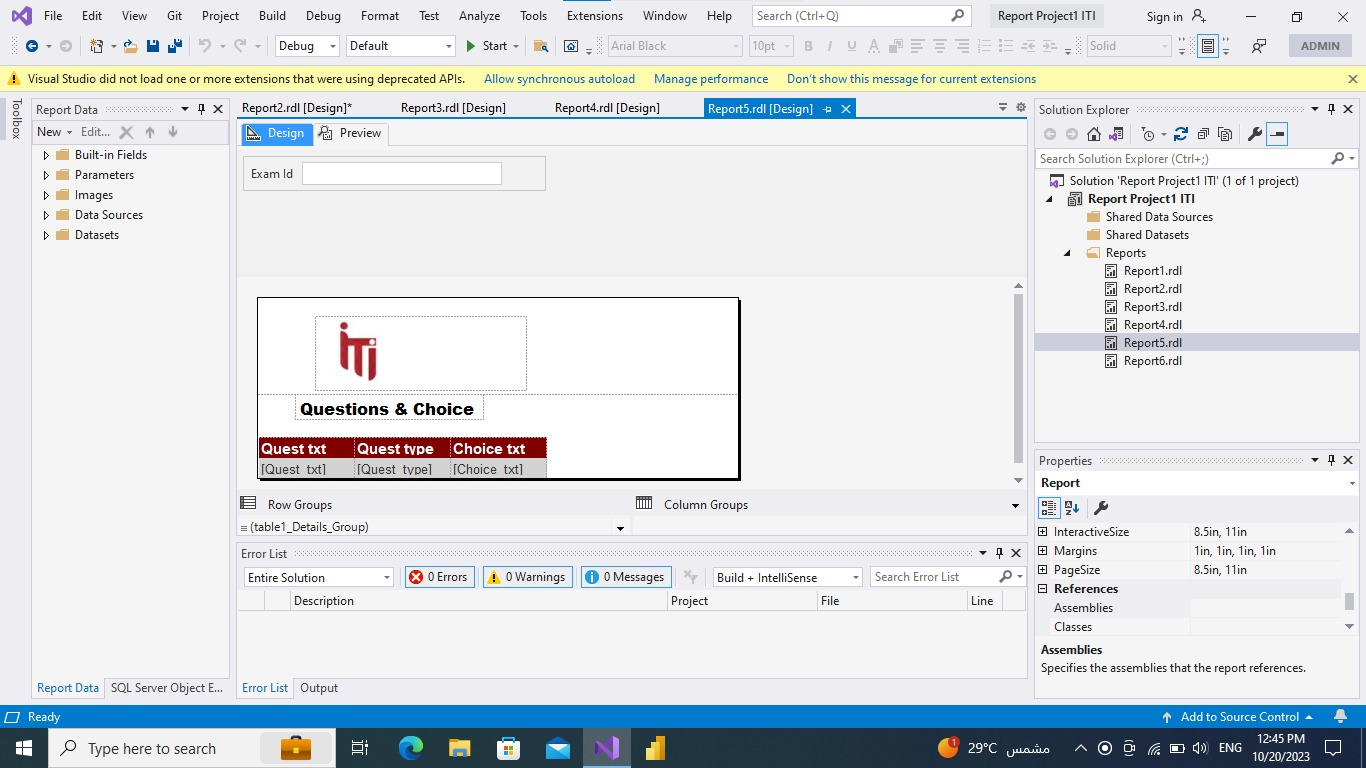 File Edit View Git Project Build Debug Format Test Analyze Tools Extensions Window Help Search (Ctrl+Q) Report Project1 ITI Sign in
Debug Default Start Arial Black 10pt B I U A Solid ADMIN
Visual Studio did not load one or more extensions that were using deprecated APIs. Allow synchronous autoload Manage performance Don't show this message for current extensions
Toolbox
Report Data
New Edit...
Built-in Fields
Parameters
Images
Data Sources
Datasets
Report Data SQL Server Object E...
Report2.rdl [Design]* Report3.rdl [Design] Report4.rdl [Design] Report5.rdl [Design]
Design Preview
Exam Id
iTi
Questions & Choice
Quest txt Quest type Choice txt
[Quest_txt] [Quest_type] [Choice_txt]
Row Groups Column Groups
(table1_Details_Group)
Error List
Entire Solution 0 Errors 0 Warnings 0 Messages Build + IntelliSense Search Error List
Description Project File Line
Error List Output
Solution Explorer
Search Solution Explorer (Ctrl+;)
Solution 'Report Project1 ITI' (1 of 1 project)
Report Project1 ITI
Shared Data Sources
Shared Datasets
Reports
Report1.rdl
Report2.rdl
Report3.rdl
Report4.rdl
Report5.rdl
Report6.rdl
Properties
Report
InteractiveSize 8.5in, 11in
Margins 1in, 1in, 1in, 1in
PageSize 8.5in, 11in
References
Assemblies
Classes
Assemblies
Specifies the assemblies that the report references.
Ready Add to Source Control
Type here to search 1 29°C مشمس ENG 12:45 PM
10/20/2023